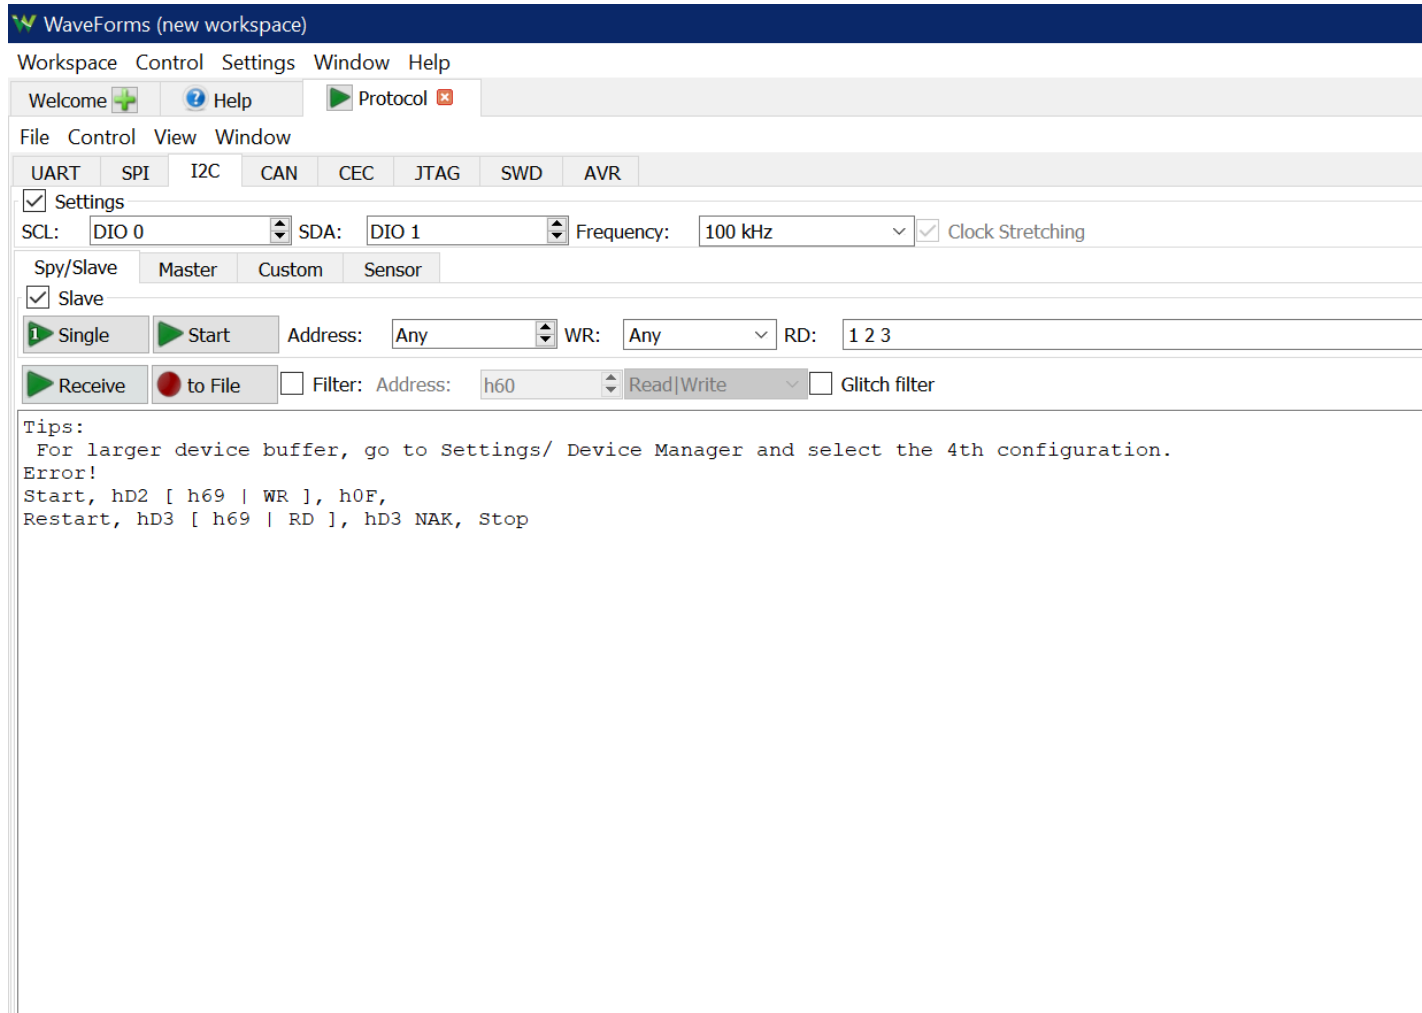 WaveForms (new workspace)
Workspace Control Settings Window Help
Welcome Help Protocol
File Control View Window
UART SPI I2C CAN CEC JTAG SWD AVR
Settings
SCL: DIO 0 SDA: DIO 1 Frequency: 100 kHz Clock Stretching
Spy/Slave Master Custom Sensor
Slave
1 Single Start Address: Any WR: Any RD: 1 2 3
Receive to File Filter: Address: h60 Read|Write Glitch filter
Tips:
For larger device buffer, go to Settings/ Device Manager and select the 4th configuration.
Error!
Start, hD2 [ h69 | WR ], h0F,
Restart, hD3 [ h69 | RD ], hD3 NAK, Stop